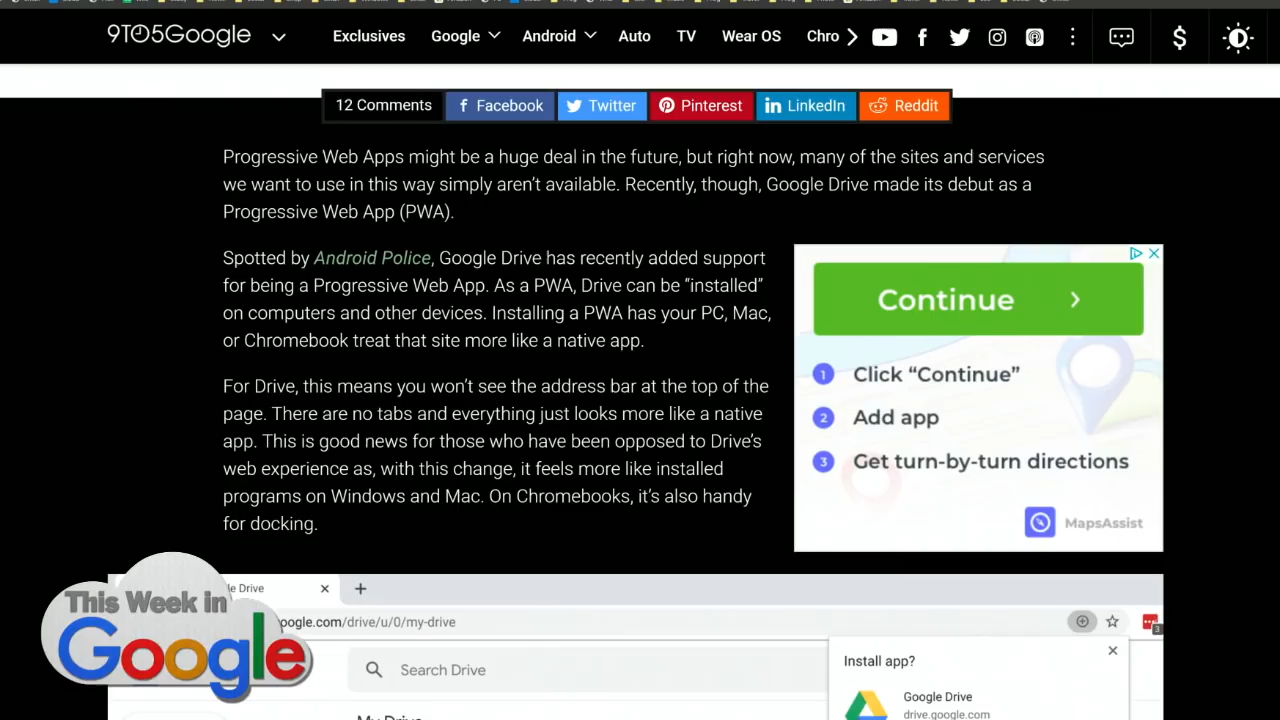 9TO5Google
Exclusives Google Android Auto TV Wear OS Chro
12 Comments Facebook Twitter Pinterest LinkedIn Reddit
Progressive Web Apps might be a huge deal in the future, but right now, many of the sites and services
we want to use in this way simply aren't available. Recently, though, Google Drive made its debut as a
Progressive Web App (PWA).
Spotted by Android Police, Google Drive has recently added support
for being a Progressive Web App. As a PWA, Drive can be “installed”
on computers and other devices. Installing a PWA has your PC, Mac,
or Chromebook treat that site more like a native app.
For Drive, this means you won't see the address bar at the top of the
page. There are no tabs and everything just looks more like a native
app. This is good news for those who have been opposed to Drive's
web experience as, with this change, it feels more like installed
programs on Windows and Mac. On Chromebooks, it's also handy
for docking.
Continue
1 Click “Continue”
2 Add app
3 Get turn-by-turn directions
MapsAssist
le Drive
oogle.com/drive/u/0/my-drive
3
Search Drive
My Drive
Install app?
Google Drive
drive.google.com
This Week in
Google